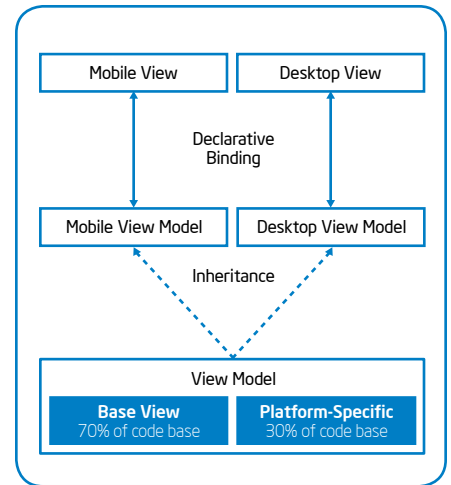 Mobile View
Desktop View
Declarative
Binding
Mobile View Model
Desktop View Model
Inheritance
View Model
Base View
70% of code base
Platform-Specific
30% of code base